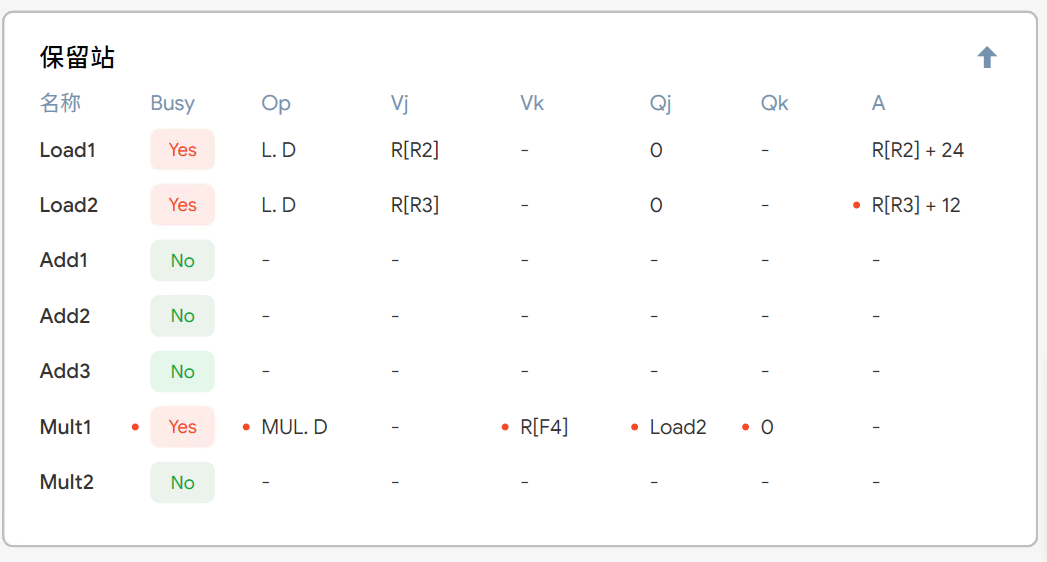 保留站
名称 Busy Op Vj Vk Qj Qk A
Load1 Yes L. D R[R2] - 0 - R[R2] + 24
Load2 Yes L. D R[R3] - 0 - R[R3] + 12
Add1 No - - - - - -
Add2 No - - - - - -
Add3 No - - - - - -
Mult1 Yes MUL. D - R[F4] Load2 0 -
Mult2 No - - - - - -